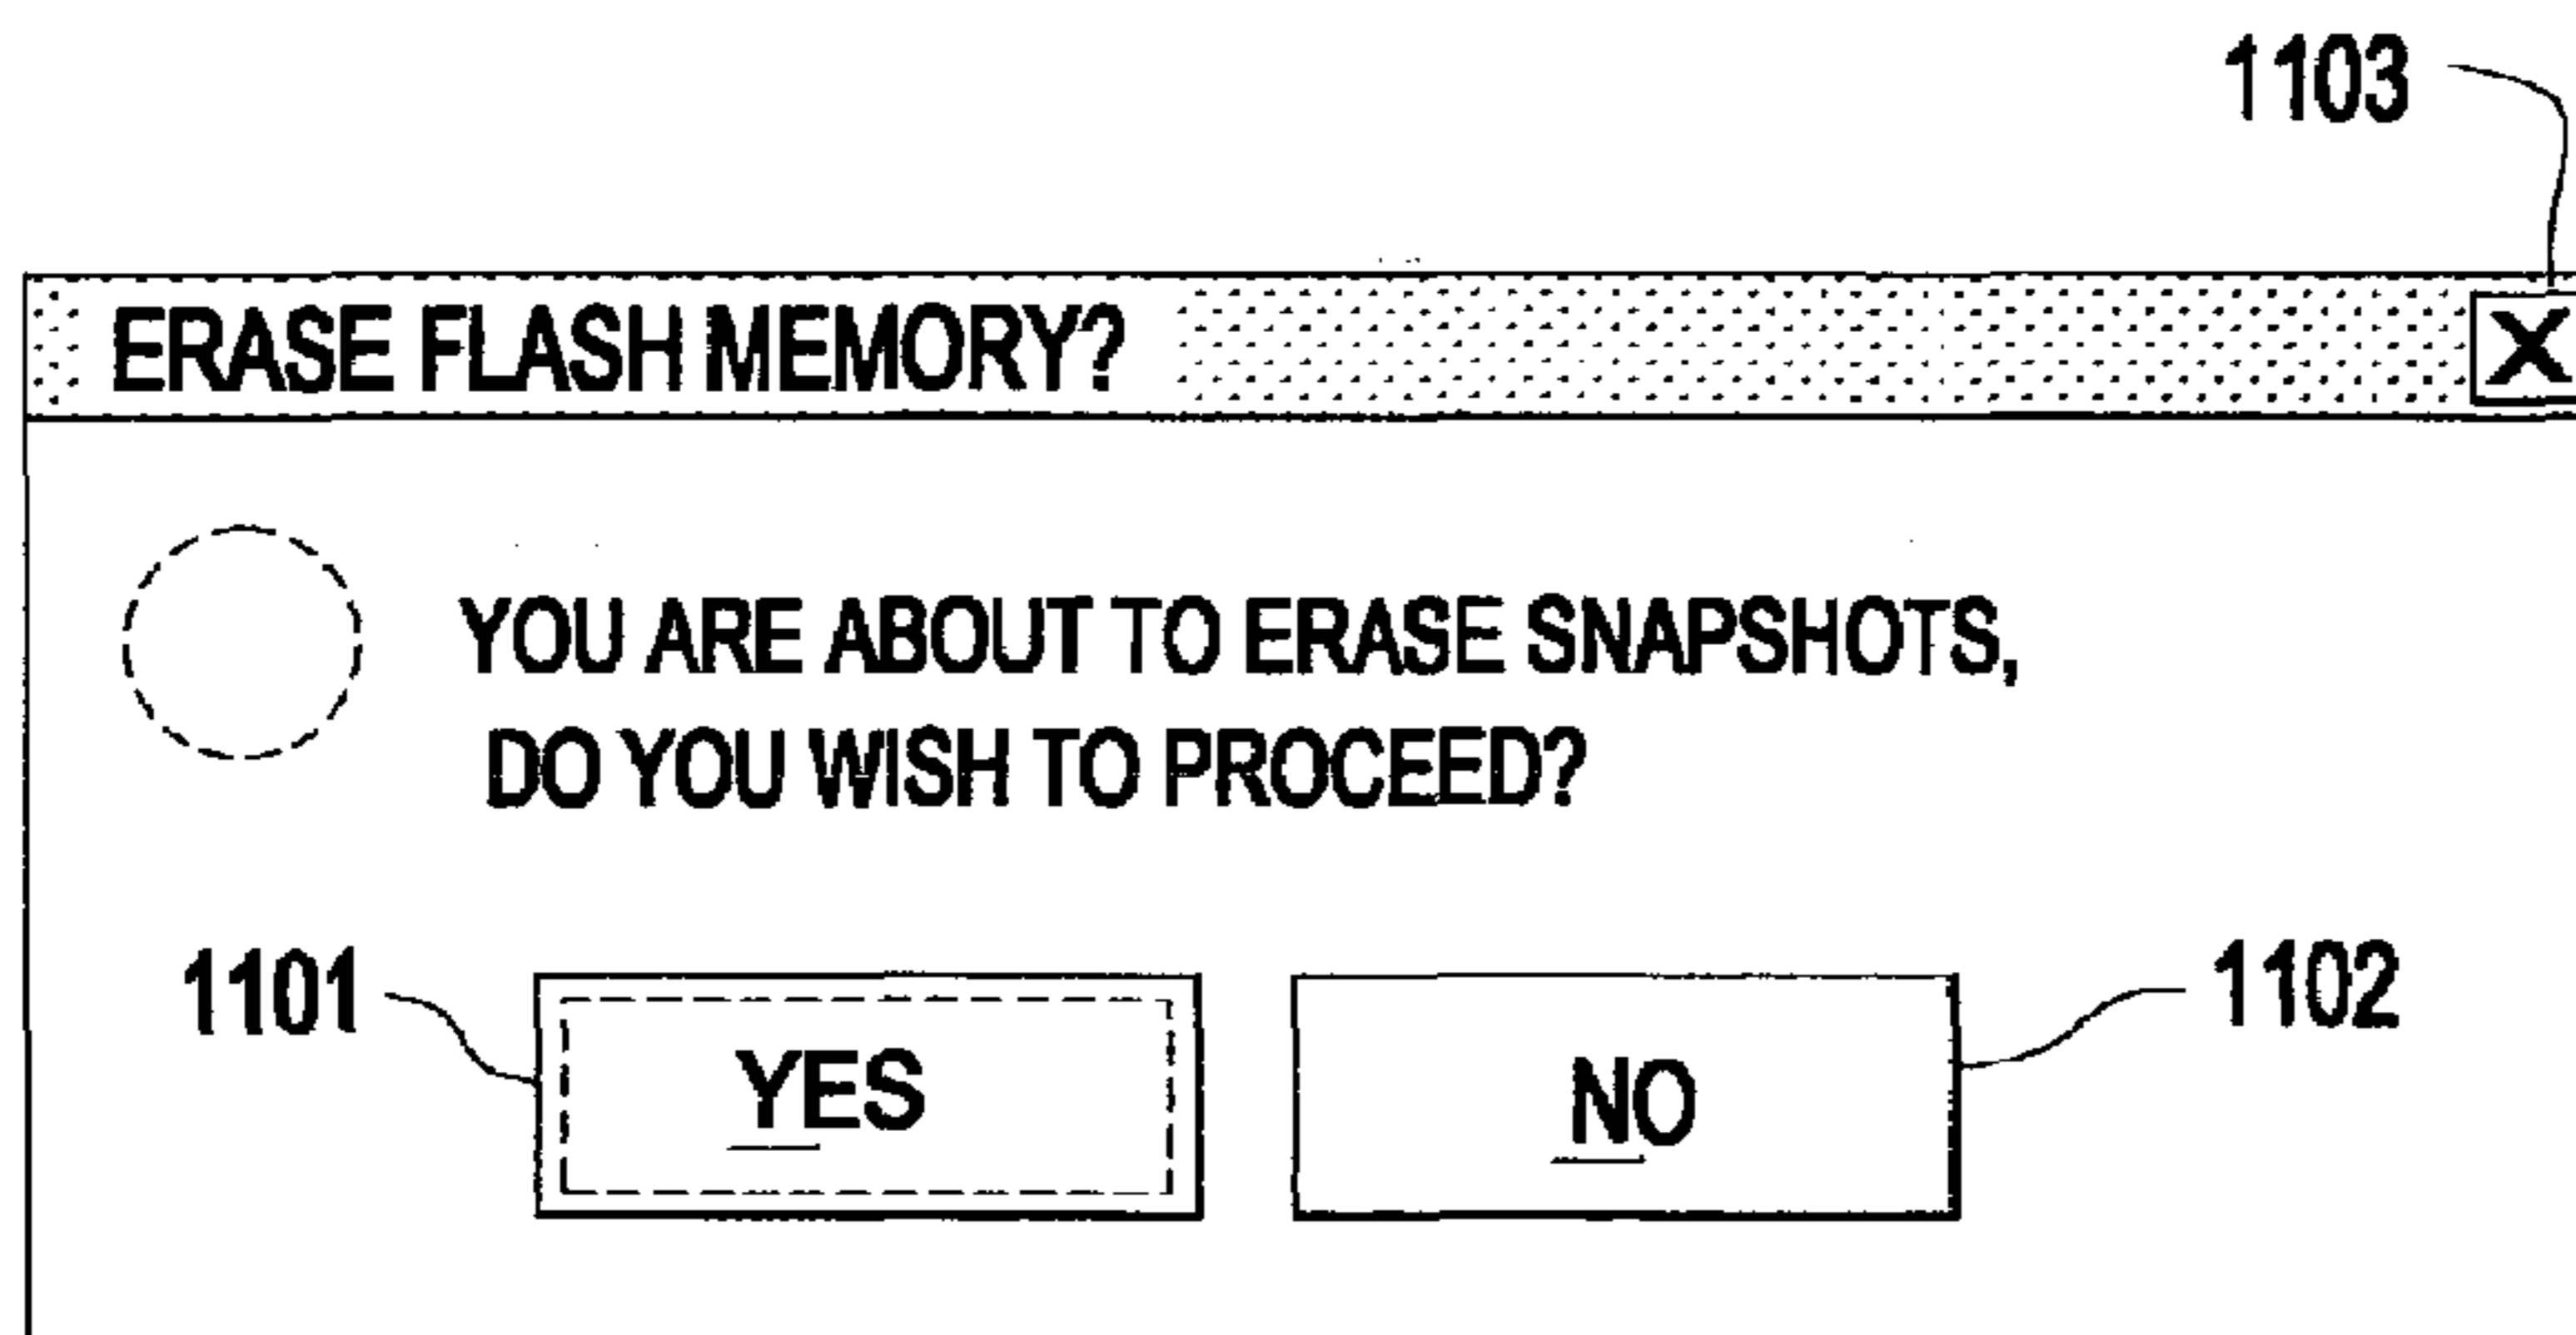 1103
ERASE FLASH MEMORY? X
YOU ARE ABOUT TO ERASE SNAPSHOTS,
DO YOU WISH TO PROCEED?
1101 YES NO 1102